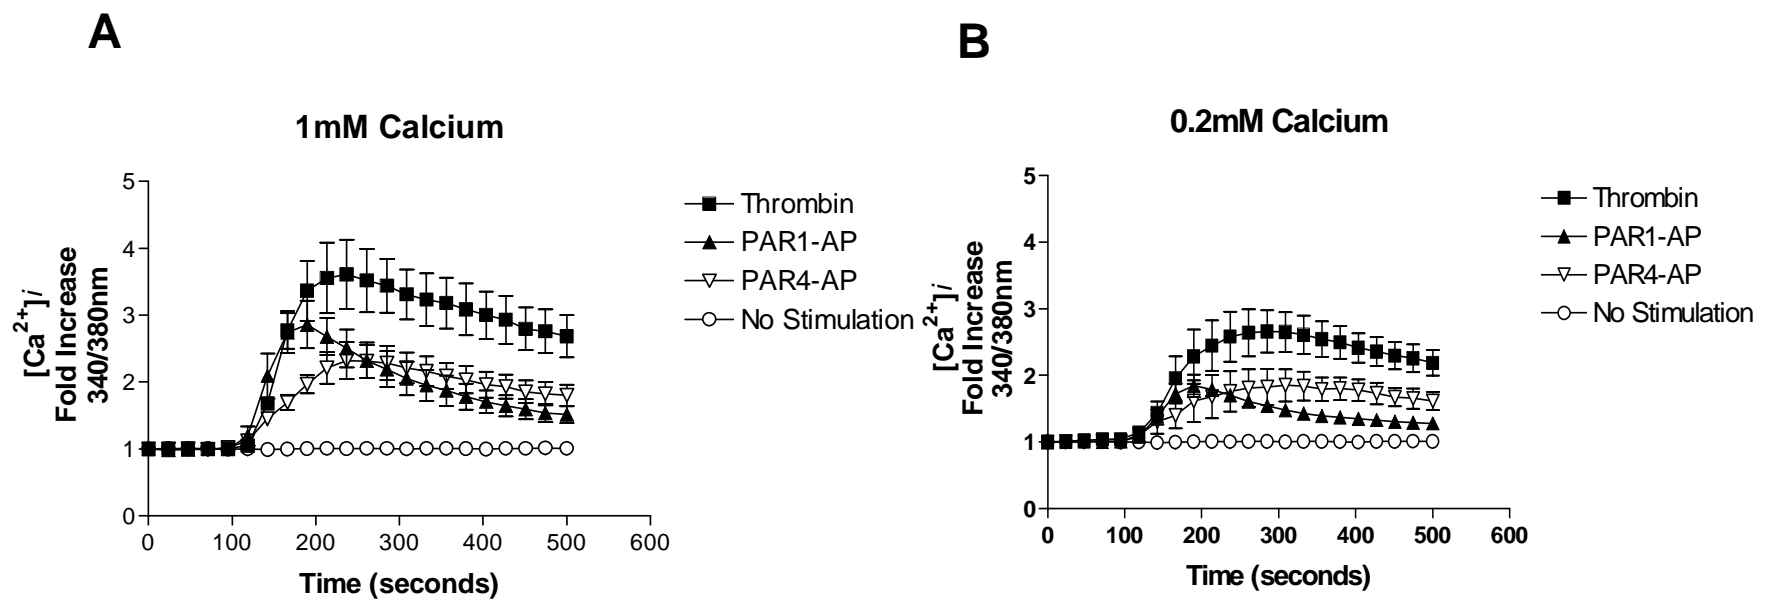 A
1mM Calcium
[Ca2+]i
Fold Increase
340/380nm
5
4
3
2
1
0
0 100 200 300 400 500 600
Time (seconds)
Thrombin
PAR1-AP
PAR4-AP
No Stimulation
B
0.2mM Calcium
[Ca2+]i
Fold Increase
340/380nm
5
4
3
2
1
0
0 100 200 300 400 500 600
Time (seconds)
Thrombin
PAR1-AP
PAR4-AP
No Stimulation